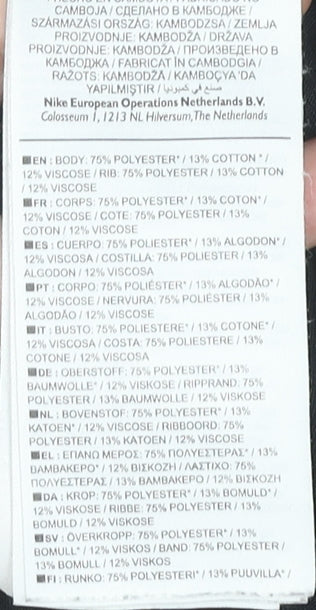 CAMBOJA / СДЕЛАНО В КАМБОДЖЕ /
SZÁRMAZÁSI ORSZÁG: KAMBODZSA / ZEMLJA
PROIZVODNJE: KAMBODŽA / DRŽAVA
PROIZVODNJE: KAMBODŽA / ПРОИЗВЕДЕНО В
КАМБОДЖА / FABRICAT ÎN CAMBODGIA /
RAŽOTS: KAMBODŽĀ / KAMBOÇYA 'DA
YAPILMIŞTIR / صنع في كمبوديا
Nike European Operations Netherlands B.V.
Colosseum 1, 1213 NL Hilversum, The Netherlands
EN : BODY: 75% POLYESTER* / 13% COTTON * /
12% VISCOSE / RIB: 75% POLYESTER / 13% COTTON
/ 12% VISCOSE
FR : CORPS: 75% POLYESTER* / 13% COTON* /
12% VISCOSE / COTE: 75% POLYESTER / 13%
COTON / 12% VISCOSE
ES : CUERPO: 75% POLIESTER* / 13% ALGODON* /
12% VISCOSA / COSTILLA: 75% POLIESTER / 13%
ALGODON / 12% VISCOSA
PT : CORPO: 75% POLIÉSTER* / 13% ALGODÃO* /
12% VISCOSE / NERVURA: 75% POLIÉSTER / 13%
ALGODÃO / 12% VISCOSE
IT : BUSTO: 75% POLIESTERE* / 13% COTONE* /
12% VISCOSA / COSTA: 75% POLIESTERE / 13%
COTONE / 12% VISCOSA
DE : OBERSTOFF: 75% POLYESTER* / 13%
BAUMWOLLE* / 12% VISKOSE / RIPPRAND: 75%
POLYESTER / 13% BAUMWOLLE / 12% VISKOSE
NL : BOVENSTOF: 75% POLYESTER* / 13%
KATOEN* / 12% VISCOSE / RIBBOORD: 75%
POLYESTER / 13% KATOEN / 12% VISCOSE
EL : ΕΠΑΝΩ ΜΕΡΟΣ: 75% ΠΟΛΥΕΣΤΕΡΑΣ* / 13%
ΒΑΜΒΑΚΕΡΟ* / 12% ΒΙΣΚΟΖΗ / ΛΑΣΤΙΧΟ: 75%
ΠΟΛΥΕΣΤΕΡΑΣ / 13% ΒΑΜΒΑΚΕΡΟ / 12% ΒΙΣΚΟΖΗ
DA : KROP: 75% POLYESTER* / 13% BOMULD* /
12% VISKOSE / RIBBE: 75% POLYESTER / 13%
BOMULD / 12% VISKOSE
SV : ÖVERKROPP: 75% POLYESTER* / 13%
BOMULL* / 12% VISKOS / BAND: 75% POLYESTER /
13% BOMULL / 12% VISKOS
FI : RUNKO: 75% POLYESTERI* / 13% PUUVILLA* /